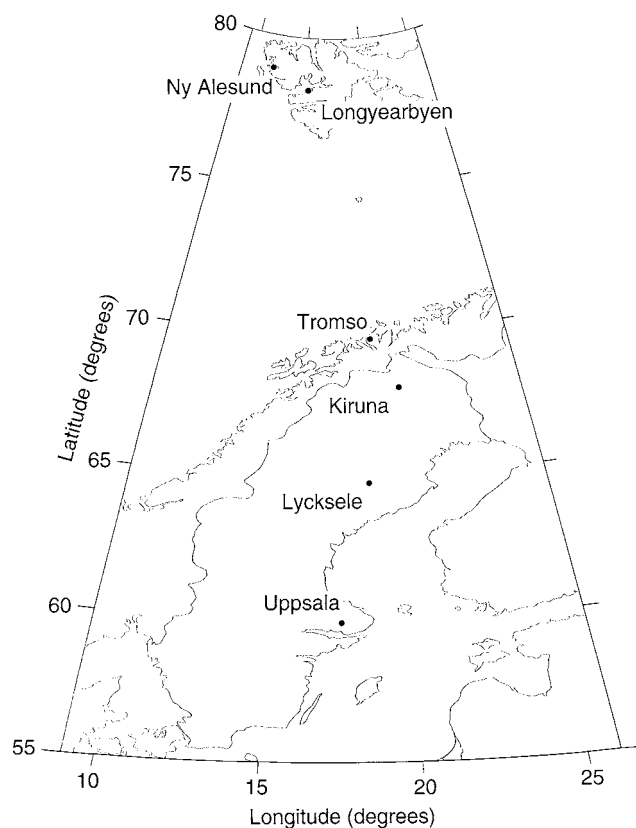 80
Ny Alesund
Longyearbyen
75
70
Tromso
Kiruna
Latitude (degrees)
65
Lycksele
60
Uppsala
55
10
15
20
25
Longitude (degrees)